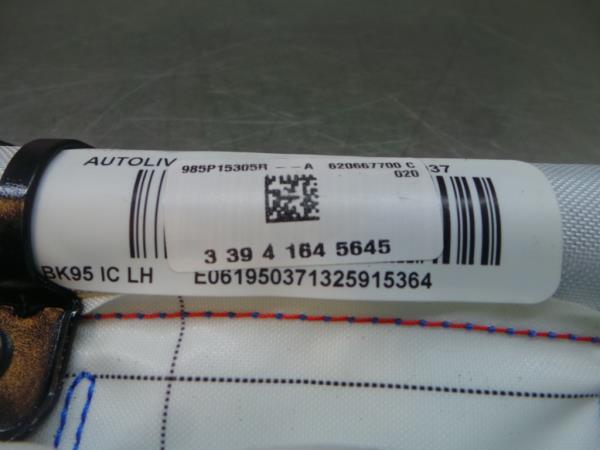 AUTOLIV 37
985P15305R --A 620667700 C
020
3 39 4 164 5645
BK95 IC LH E061950371325915364